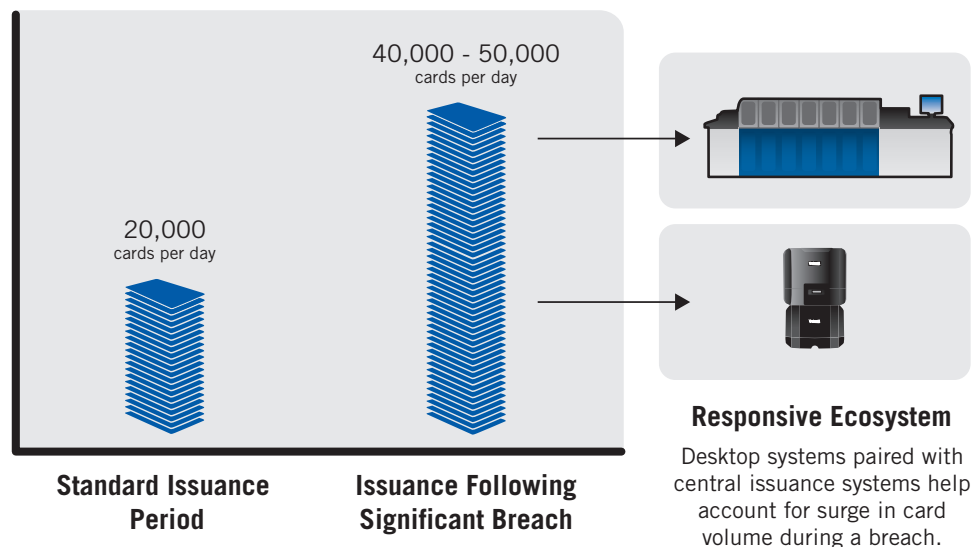 40,000 - 50,000
cards per day
20,000
cards per day
Standard Issuance
Period
Issuance Following
Significant Breach
Responsive Ecosystem
Desktop systems paired with
central issuance systems help
account for surge in card
volume during a breach.